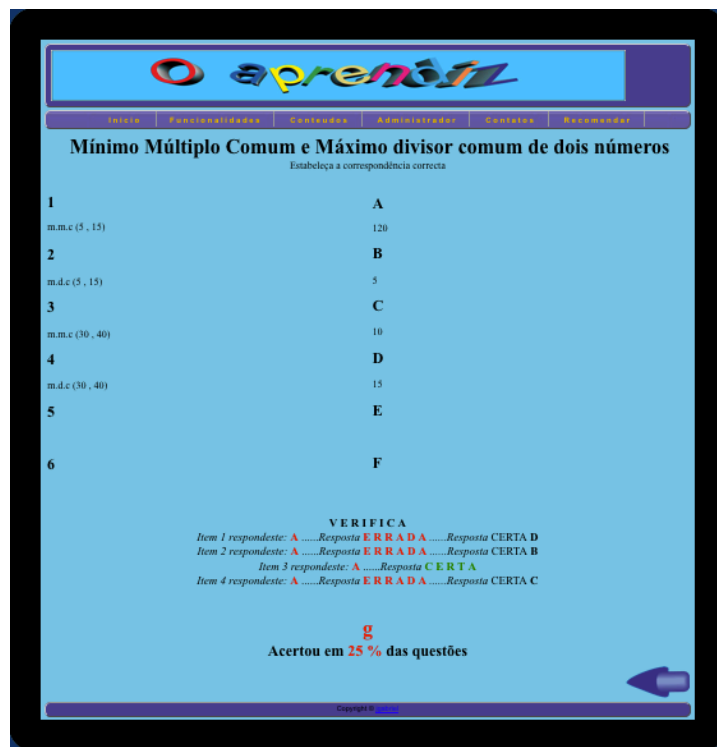 O aprendiz
Início Funcionalidades Conteudos Administrador Contatos Recomendar
Mínimo Múltiplo Comum e Máximo divisor comum de dois números
Estabeleça a correspondência correcta
1 A
m.m.c (5 , 15) 120
2 B
m.d.c (5 , 15) 5
3 C
m.m.c (30 , 40) 10
4 D
m.d.c (30 , 40) 15
5 E
6 F
V E R I F I C A
Item 1 respondeste: A ......Resposta E R R A D A ......Resposta CERTA D
Item 2 respondeste: A ......Resposta E R R A D A ......Resposta CERTA B
Item 3 respondeste: A ......Resposta C E R T A
Item 4 respondeste: A ......Resposta E R R A D A ......Resposta CERTA C
g
Acertou em 25 % das questões
Copyright ©